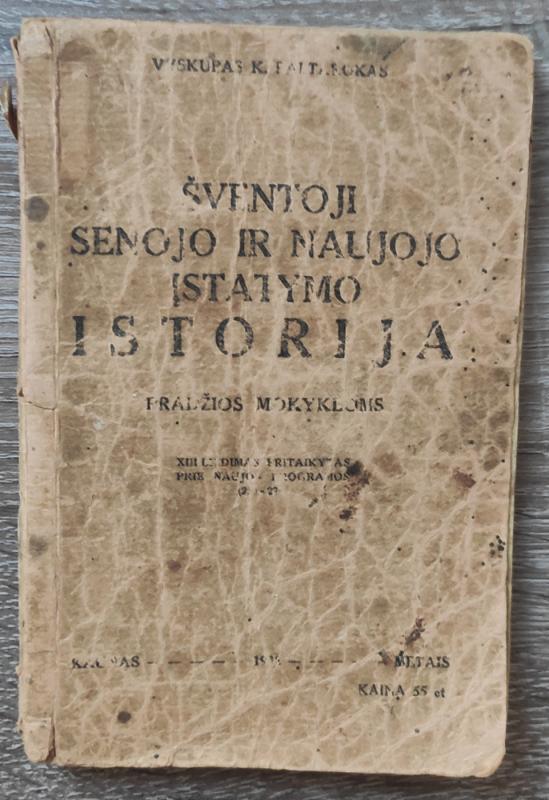 VYSKUPAS K. PALTAROKAS
ŠVENTOJI
SENOJO IR NAUJOJO
ĮSTATYMO
ISTORIJA
PRADŽIOS MOKYKLOMS
XIII LEIDIMAS PRITAIKYTAS
PRIE NAUJOS PROGRAMOS
KAUNAS – – – – – – – – METAIS
KAINA 55 ct